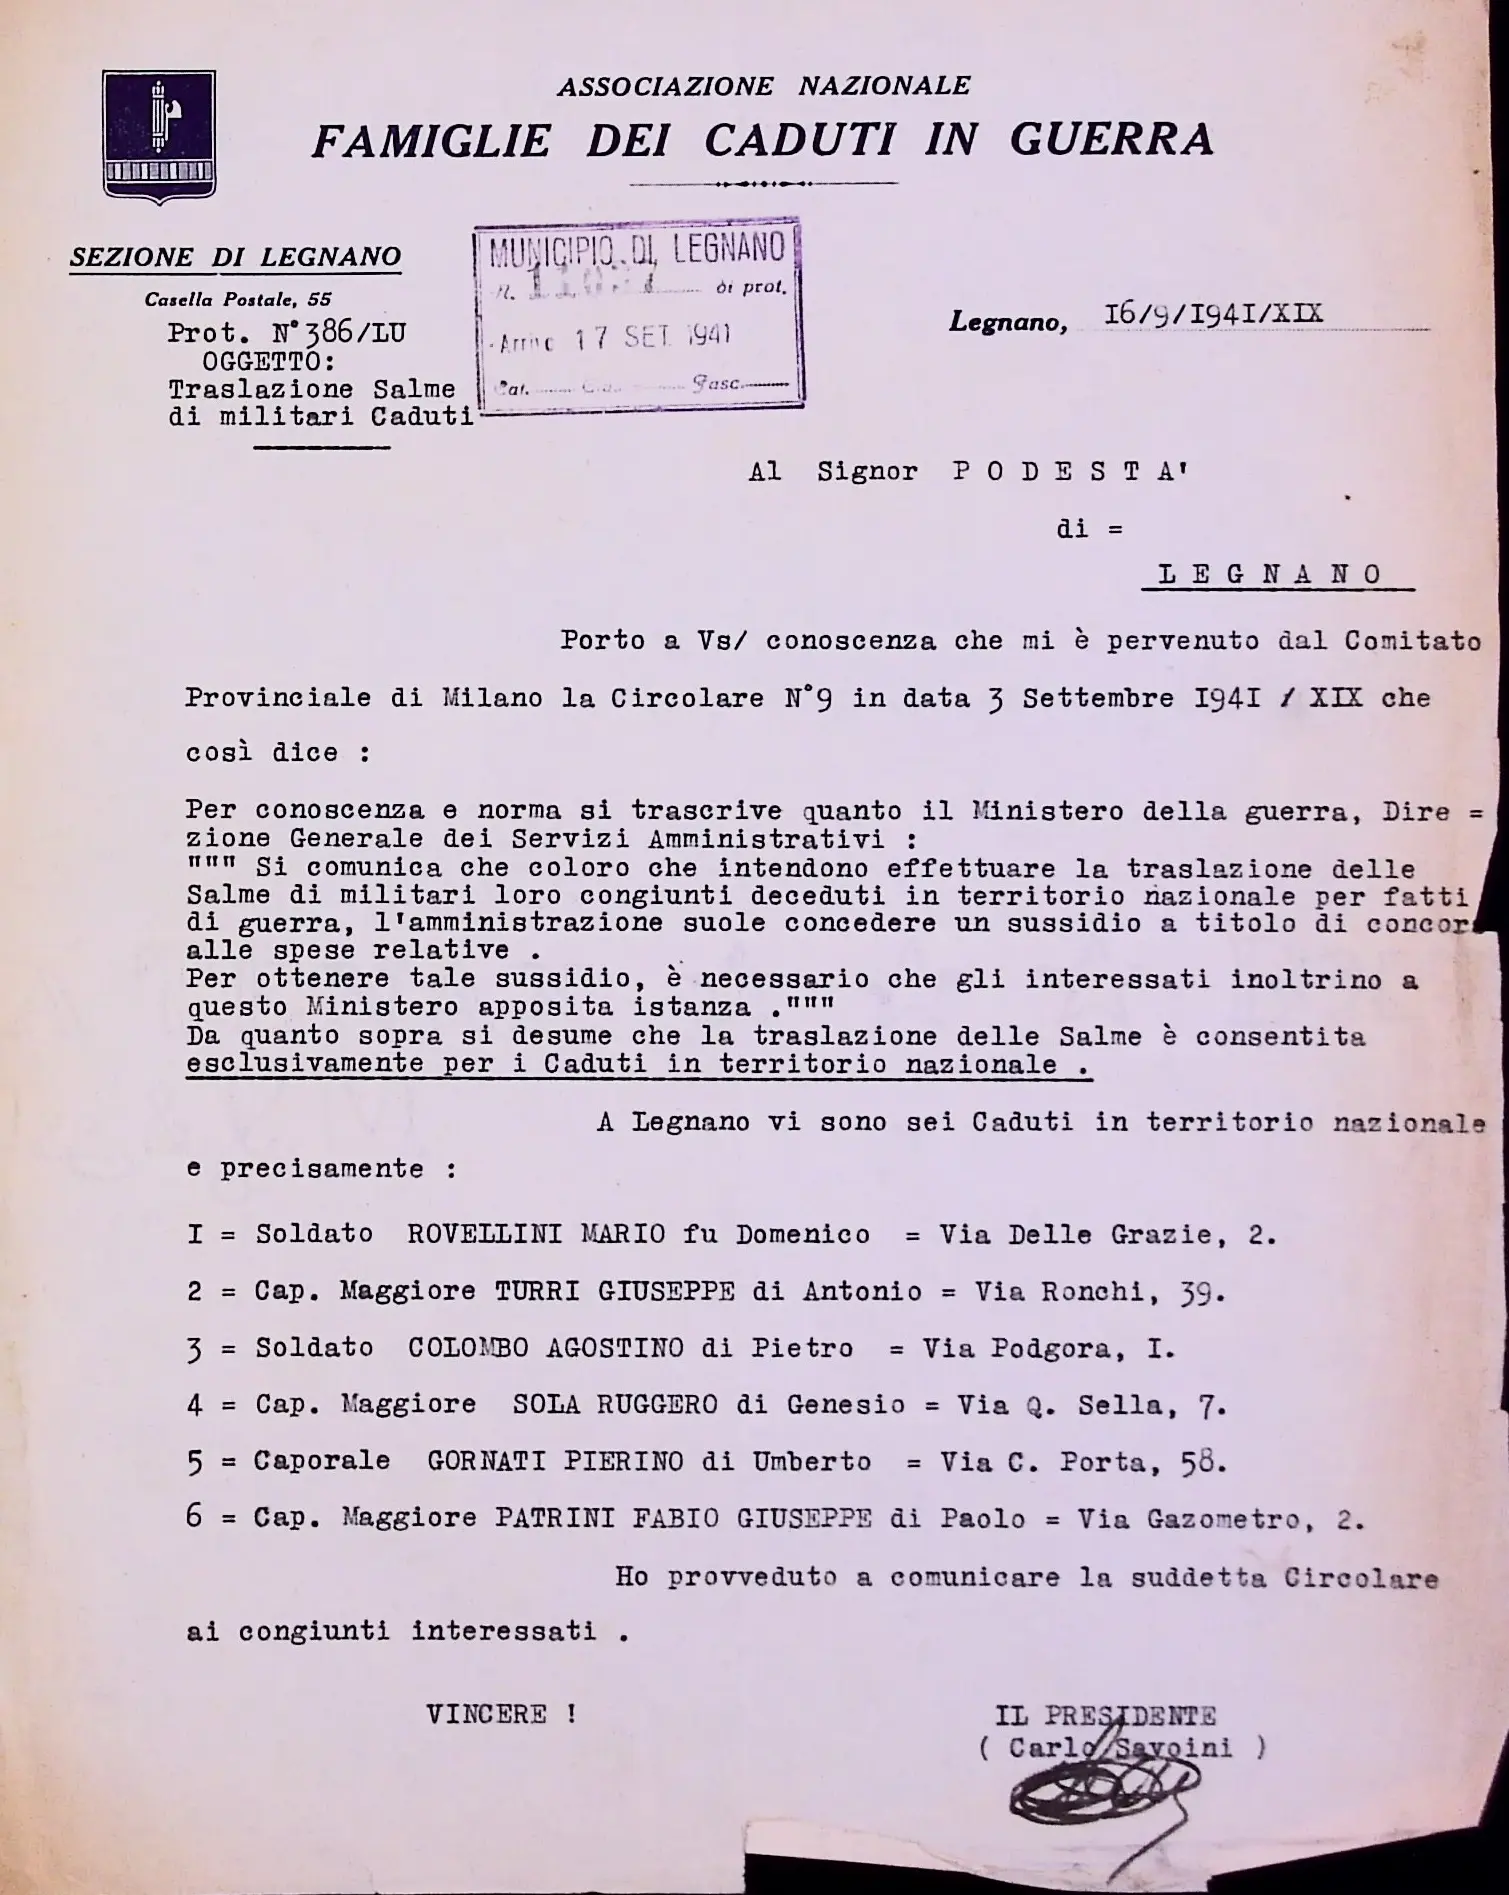 ASSOCIAZIONE NAZIONALE
FAMIGLIE DEI CADUTI IN GUERRA
SEZIONE DI LEGNANO
Casella Postale, 55
Prot. N°386/LU
OGGETTO:
Traslazione Salme
di militari Caduti
MUNICIPIO DI LEGNANO
n. di prot.
Arrivo 17 SET. 1941
Cat. Cla. Fasc.
Legnano, I6/9/I94I/XIX
Al Signor P O D E S T A'
di =
L E G N A N O
Porto a Vs/ conoscenza che mi è pervenuto dal Comitato
Provinciale di Milano la Circolare N°9 in data 3 Settembre I94I / XIX che
così dice :
Per conoscenza e norma si trascrive quanto il Ministero della guerra, Dire =
zione Generale dei Servizi Amministrativi :
""" Si comunica che coloro che intendono effettuare la traslazione delle
Salme di militari loro congiunti deceduti in territorio nazionale per fatti
di guerra, l'amministrazione suole concedere un sussidio a titolo di concor
alle spese relative .
Per ottenere tale sussidio, è necessario che gli interessati inoltrino a
questo Ministero apposita istanza ."""
Da quanto sopra si desume che la traslazione delle Salme è consentita
esclusivamente per i Caduti in territorio nazionale .
A Legnano vi sono sei Caduti in territorio nazionale
e precisamente :
I = Soldato ROVELLINI MARIO fu Domenico = Via Delle Grazie, 2.
2 = Cap. Maggiore TURRI GIUSEPPE di Antonio = Via Ronchi, 39.
3 = Soldato COLOMBO AGOSTINO di Pietro = Via Podgora, I.
4 = Cap. Maggiore SOLA RUGGERO di Genesio = Via Q. Sella, 7.
5 = Caporale GORNATI PIERINO di Umberto = Via C. Porta, 58.
6 = Cap. Maggiore PATRINI FABIO GIUSEPPE di Paolo = Via Gazometro, 2.
Ho provveduto a comunicare la suddetta Circolare
ai congiunti interessati .
VINCERE !
IL PRESIDENTE
( Carlo Savoini )